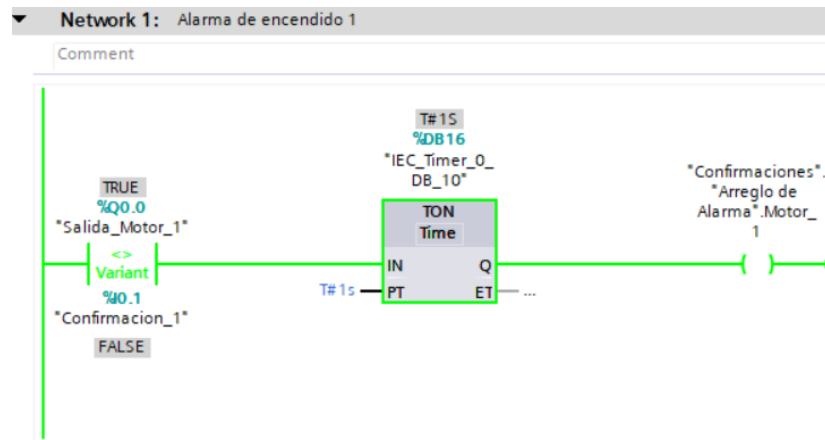 Network 1: Alarma de encendido 1
Comment
T#1S
%DB16
"IEC_Timer_0_
DB_10"
"Confirmaciones".
"Arreglo de
Alarma".Motor_
1
TRUE
%Q0.0
"Salida_Motor_1"
TON
Time
<>
Variant
IN Q
%I0.1
T#1s PT ET ...
"Confirmacion_1"
FALSE